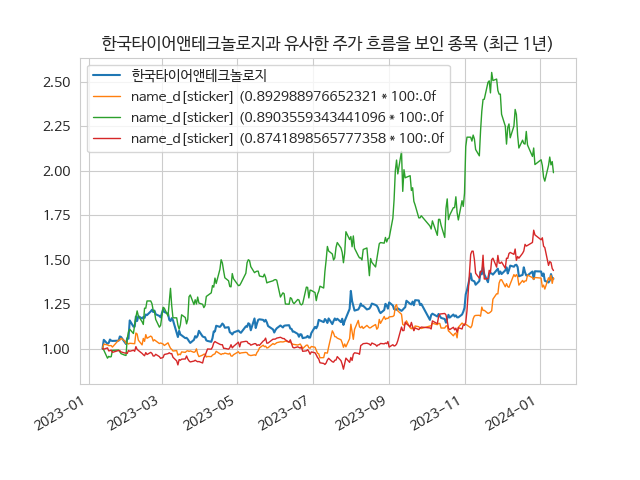 한국타이어앤테크놀로지과 유사한 주가 흐름을 보인 종목 (최근 1년)
한국타이어앤테크놀로지
name_d[sticker] (0.892988976652321 * 100:.0f
name_d[sticker] (0.8903559343441096 * 100:.0f
name_d[sticker] (0.8741898565777358 * 100:.0f
2.50
2.25
2.00
1.75
1.50
1.25
1.00
2023-01
2023-03
2023-05
2023-07
2023-09
2023-11
2024-01